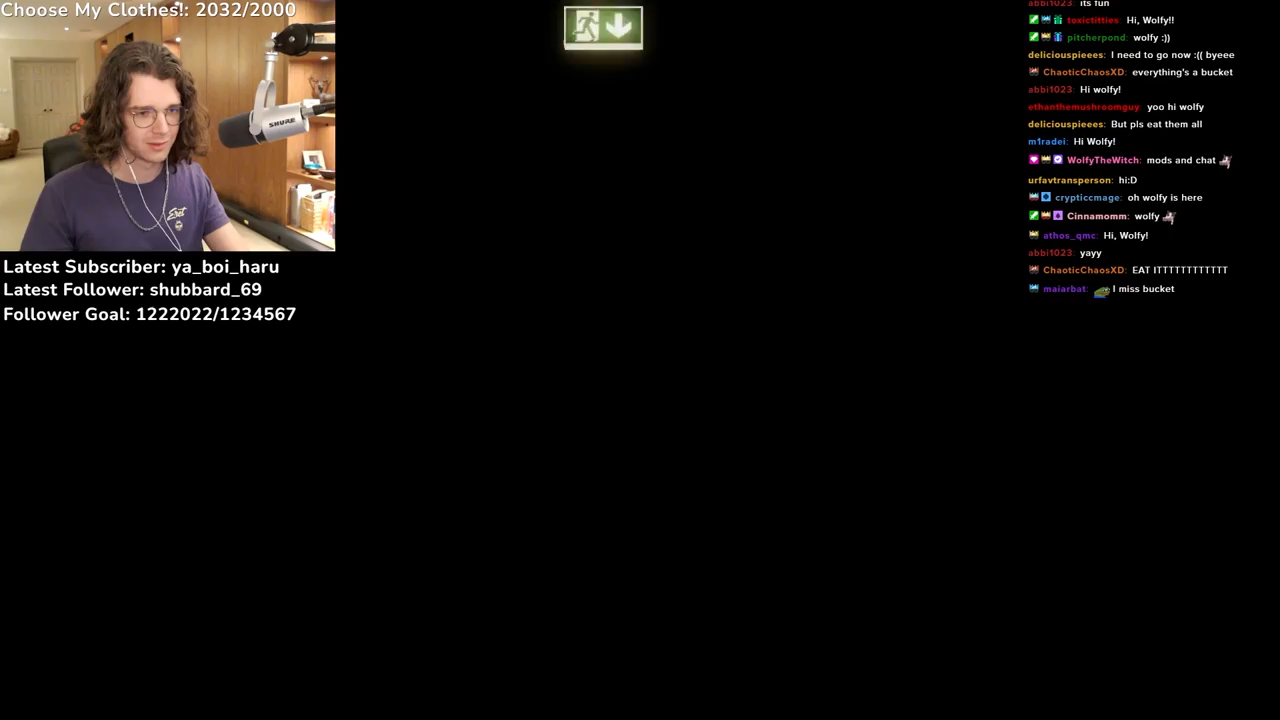 Choose My Clothes!: 2032/2000
SHURE
Eret
Latest Subscriber: ya_boi_haru
Latest Follower: shubbard_69
Follower Goal: 1222022/1234567
abbi1023: its fun
toxictitties: Hi, Wolfy!!
pitcherpond: wolfy :))
deliciouspieees: I need to go now :(( byeee
ChaoticChaosXD: everything's a bucket
abbi1023: Hi wolfy!
ethanthemushroomguy: yoo hi wolfy
deliciouspieees: But pls eat them all
m1radei: Hi Wolfy!
WolfyTheWitch: mods and chat
urfavtransperson: hi:D
crypticcmage: oh wolfy is here
Cinnamomm: wolfy
athos_qmc: Hi, Wolfy!
abbi1023: yayy
ChaoticChaosXD: EAT ITTTTTTTTTTTT
maiarbat: I miss bucket